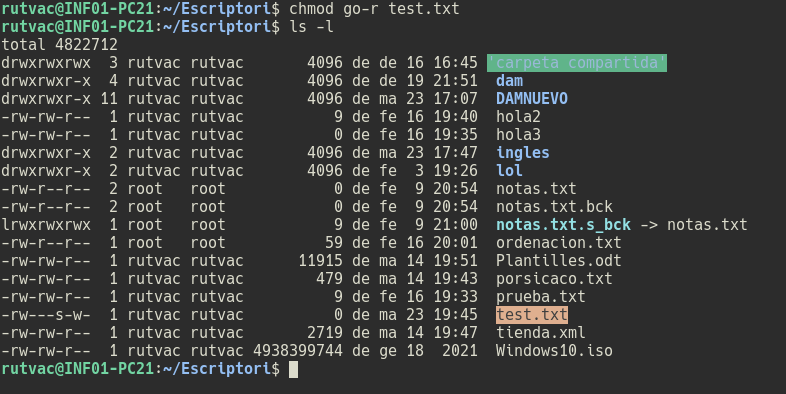 rutvac@INF01-PC21:~/Escriptori$ chmod go-r test.txt
rutvac@INF01-PC21:~/Escriptori$ ls -l
total 4822712
drwxrwxrwx  3 rutvac rutvac       4096 de de 16 16:45 'carpeta compartida'
drwxrwxr-x  4 rutvac rutvac       4096 de de 19 21:51  dam
drwxrwxr-x 11 rutvac rutvac       4096 de ma 23 17:07  DAMNUEVO
-rw-rw-r--  1 rutvac rutvac          9 de fe 16 19:40  hola2
-rw-rw-r--  1 rutvac rutvac          0 de fe 16 19:35  hola3
drwxrwxr-x  2 rutvac rutvac       4096 de ma 23 17:47  ingles
drwxrwxr-x  2 rutvac rutvac       4096 de fe  3 19:26  lol
-rw-r--r--  2 root   root            0 de fe  9 20:54  notas.txt
-rw-r--r--  2 root   root            0 de fe  9 20:54  notas.txt.bck
lrwxrwxrwx  1 root   root            9 de fe  9 21:00  notas.txt.s_bck -> notas.txt
-rw-r--r--  1 root   root           59 de fe 16 20:01  ordenacion.txt
-rw-rw-r--  1 rutvac rutvac      11915 de ma 14 19:51  Plantilles.odt
-rw-rw-r--  1 rutvac rutvac        479 de ma 14 19:43  porsicaco.txt
-rw-rw-r--  1 rutvac rutvac          9 de fe 16 19:33  prueba.txt
-rw---s-w-  1 rutvac rutvac          0 de ma 23 19:45  test.txt
-rw-rw-r--  1 rutvac rutvac       2719 de ma 14 19:47  tienda.xml
-rw-rw-r--  1 rutvac rutvac 4938399744 de ge 18  2021  Windows10.iso
rutvac@INF01-PC21:~/Escriptori$